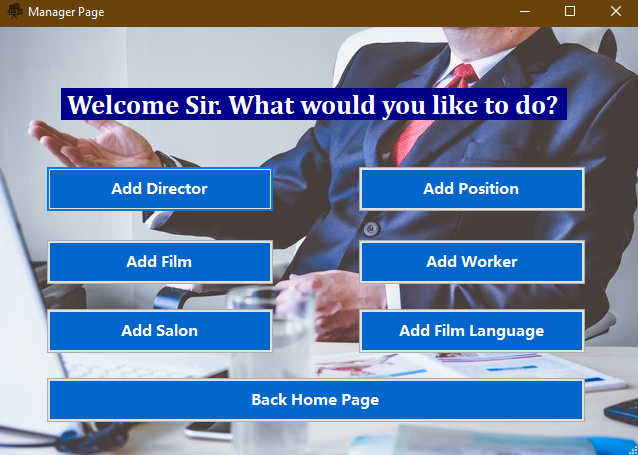 Manager Page
Welcome Sir. What would you like to do?
Add Director
Add Position
Add Film
Add Worker
Add Salon
Add Film Language
Back Home Page